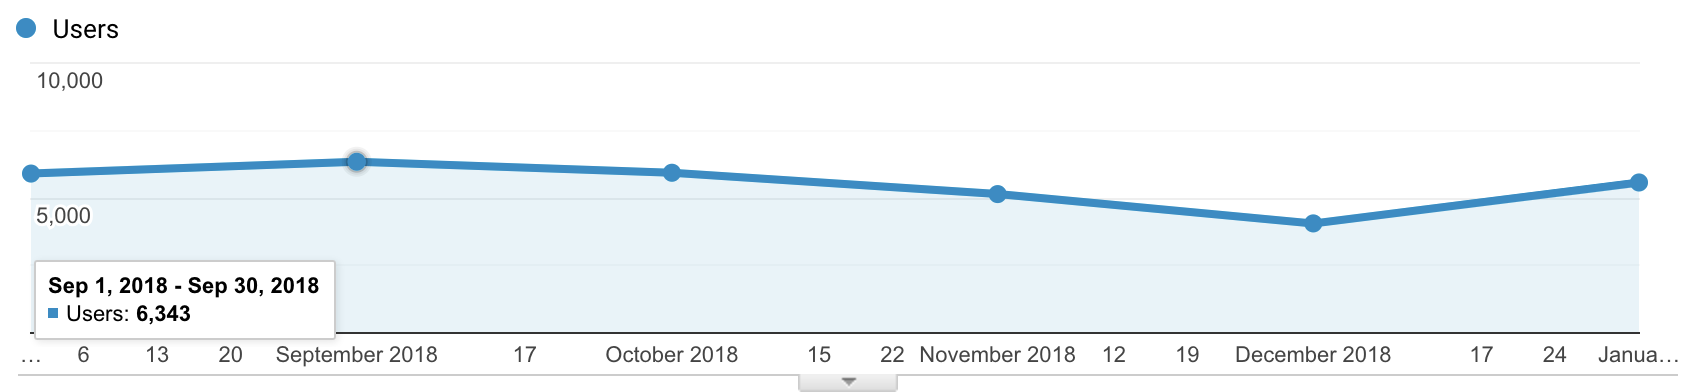 Users
10,000
5,000
Sep 1, 2018 - Sep 30, 2018
Users: 6,343
… 6 13 20 September 2018 17 October 2018 15 22 November 2018 12 19 December 2018 17 24 Janua…